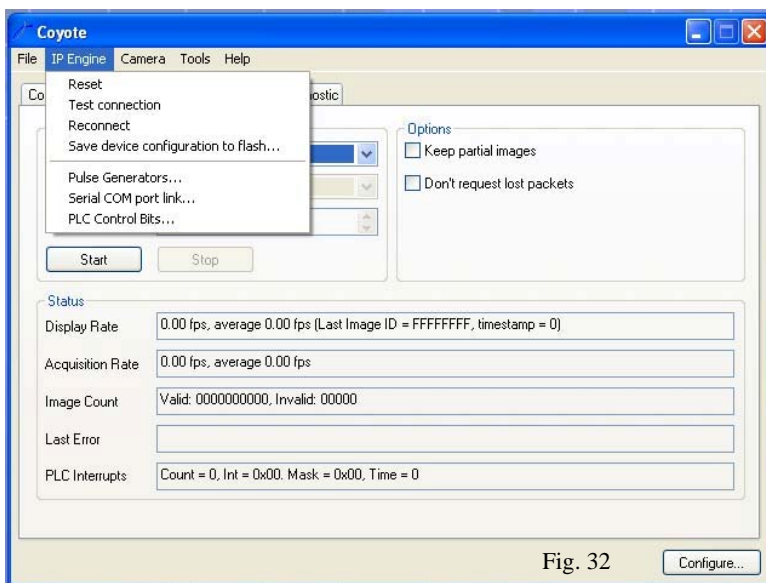 Coyote
File IP Engine Camera Tools Help
Reset
Test connection
Reconnect
Save device configuration to flash...
Pulse Generators...
Serial COM port link...
PLC Control Bits...
Options
Keep partial images
Don't request lost packets
Start Stop
Status
Display Rate 0.00 fps, average 0.00 fps (Last Image ID = FFFFFFFF, timestamp = 0)
Acquisition Rate 0.00 fps, average 0.00 fps
Image Count Valid: 0000000000, Invalid: 00000
Last Error
PLC Interrupts Count = 0, Int = 0x00. Mask = 0x00, Time = 0
Fig. 32 Configure...